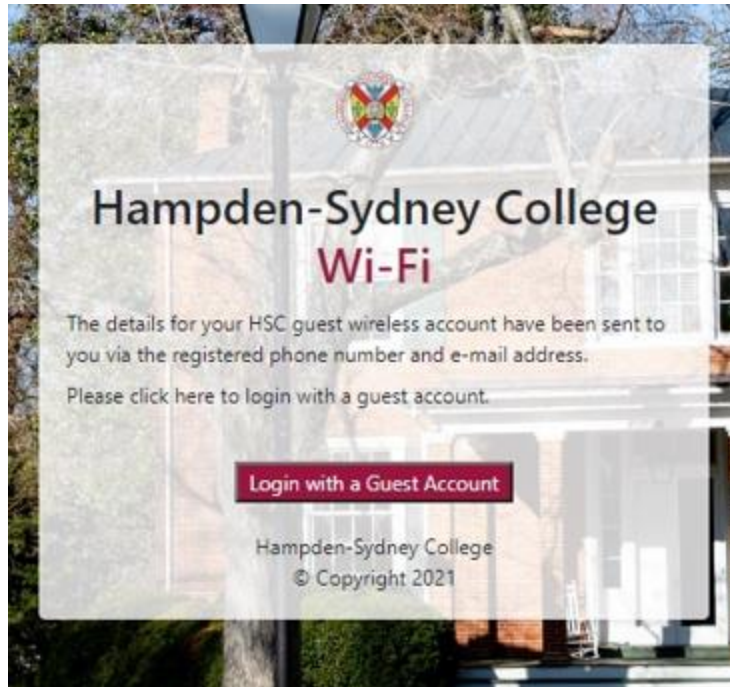 Hampden-Sydney College
Wi-Fi
The details for your HSC guest wireless account have been sent to
you via the registered phone number and e-mail address.
Please click here to login with a guest account.
Login with a Guest Account
Hampden-Sydney College
© Copyright 2021